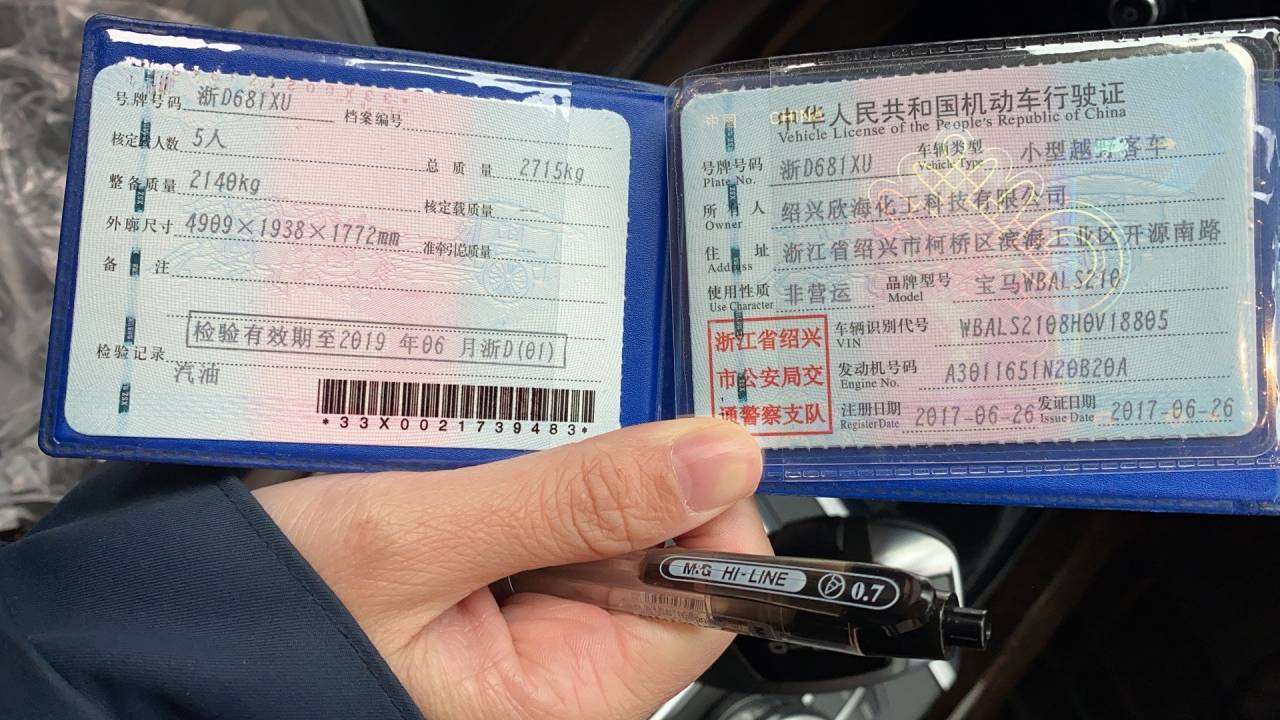 号牌号码 浙D681XU 档案编号
核定载人数 5人 总质量 2715kg
整备质量 2140kg 核定载质量 --
外廓尺寸 4909×1938×1772mm 准牵引总质量
备注
检验有效期至2019 年06 月浙D(01)
检验记录
汽油
*33X0021739483*
中华人民共和国机动车行驶证
Vehicle License of the People's Republic of China
号牌号码 浙D681XU 车辆类型 小型越野客车
Plate No. Vehicle Type
所有人 绍兴欣海化工科技有限公司
Owner
住址 浙江省绍兴市柯桥区滨海工业区开源南路
Address
使用性质 非营运 品牌型号 宝马WBALS210
Use Character Model
浙江省绍兴
市公安局交
通警察支队
车辆识别代号 WBALS2108H0V18805
VIN
发动机号码 A3011651N20B20A
Engine No.
注册日期 2017-06-26 发证日期 2017-06-26
Register Date Issue Date
M&G HI-LINE 0.7